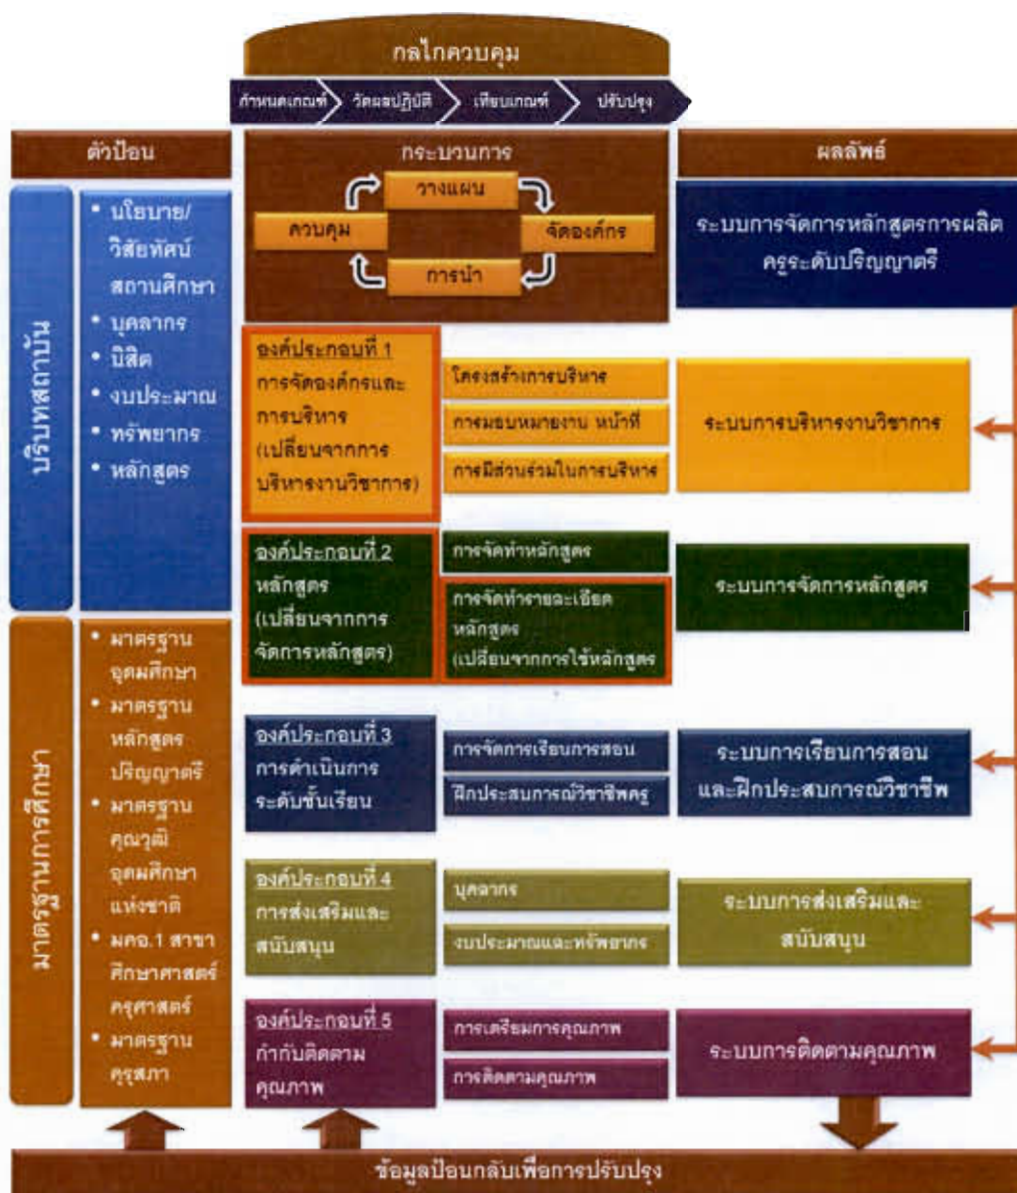 กลไกควบคุม
กำหนดเกณฑ์
วัดผลปฏิบัติ
เทียบเกณฑ์
ปรับปรุง
ตัวป้อน
กระบวนการ
ผลลัพธ์
วางแผน
ควบคุม
จัดองค์กร
การนำ
บริบทสถาบัน
• นโยบาย/
วิสัยทัศน์
สถานศึกษา
• บุคลากร
• นิสิต
• งบประมาณ
• ทรัพยากร
• หลักสูตร
ระบบการจัดการหลักสูตรการผลิต
ครูระดับปริญญาตรี
องค์ประกอบที่ 1
การจัดองค์กรและ
การบริหาร
(เปลี่ยนจากการ
บริหารงานวิชาการ)
โครงสร้างการบริหาร
การมอบหมายงาน หน้าที่
การมีส่วนร่วมในการบริหาร
ระบบการบริหารงานวิชาการ
องค์ประกอบที่ 2
หลักสูตร
(เปลี่ยนจากการ
จัดการหลักสูตร)
การจัดทำหลักสูตร
การจัดทำรายละเอียด
หลักสูตร
(เปลี่ยนจากการใช้หลักสูตร
ระบบการจัดการหลักสูตร
มาตรฐานการศึกษา
• มาตรฐาน
อุดมศึกษา
• มาตรฐาน
หลักสูตร
ปริญญาตรี
• มาตรฐาน
คุณวุฒิ
อุดมศึกษา
แห่งชาติ
• มคอ.1 สาขา
ศึกษาศาสตร์
ครุศาสตร์
• มาตรฐาน
คุรุสภา
องค์ประกอบที่ 3
การดำเนินการ
ระดับชั้นเรียน
การจัดการเรียนการสอน
ฝึกประสบการณ์วิชาชีพครู
ระบบการเรียนการสอน
และฝึกประสบการณ์วิชาชีพ
องค์ประกอบที่ 4
การส่งเสริมและ
สนับสนุน
บุคลากร
งบประมาณและทรัพยากร
ระบบการส่งเสริมและ
สนับสนุน
องค์ประกอบที่ 5
กำกับติดตาม
คุณภาพ
การเตรียมการคุณภาพ
การติดตามคุณภาพ
ระบบการติดตามคุณภาพ
ข้อมูลป้อนกลับเพื่อการปรับปรุง